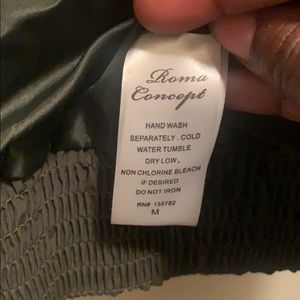 Roma
Concept
HAND WASH
SEPARATELY . COLD
WATER TUMBLE
DRY LOW,
NON CHLORINE BLEACH
IF DESIRED
DO NOT IRON
RN# 135782
M